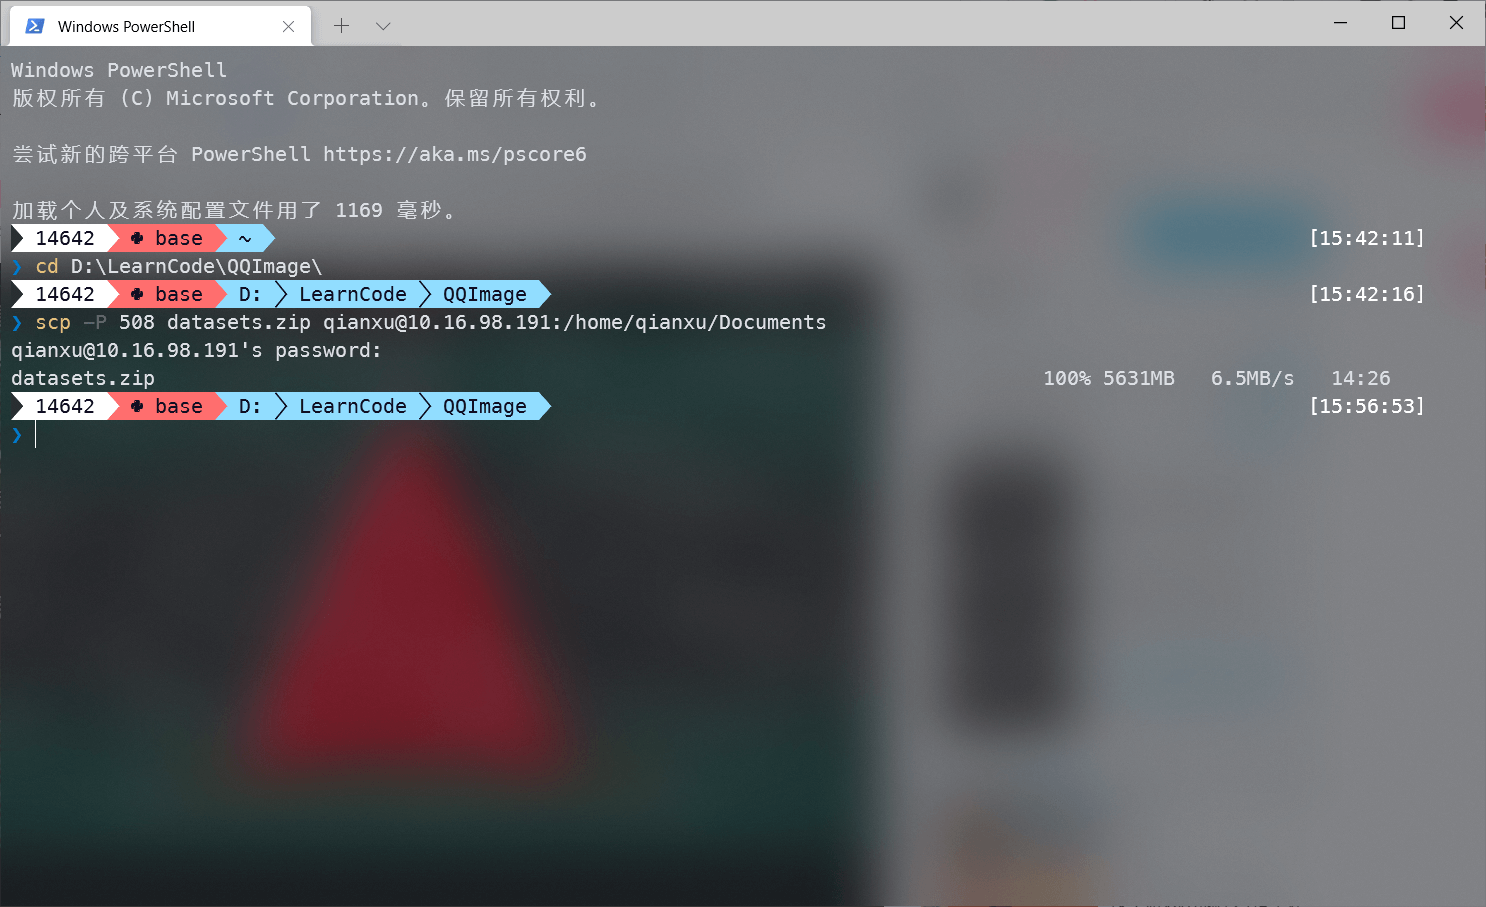 Windows PowerShell
Windows PowerShell
版权所有 (C) Microsoft Corporation。保留所有权利。
尝试新的跨平台 PowerShell https://aka.ms/pscore6
加载个人及系统配置文件用了 1169 毫秒。
14642 base ~ [15:42:11]
❯ cd D:\LearnCode\QQImage\
14642 base D: LearnCode QQImage [15:42:16]
❯ scp -P 508 datasets.zip qianxu@10.16.98.191:/home/qianxu/Documents
qianxu@10.16.98.191's password:
datasets.zip 100% 5631MB 6.5MB/s 14:26
14642 base D: LearnCode QQImage [15:56:53]
❯